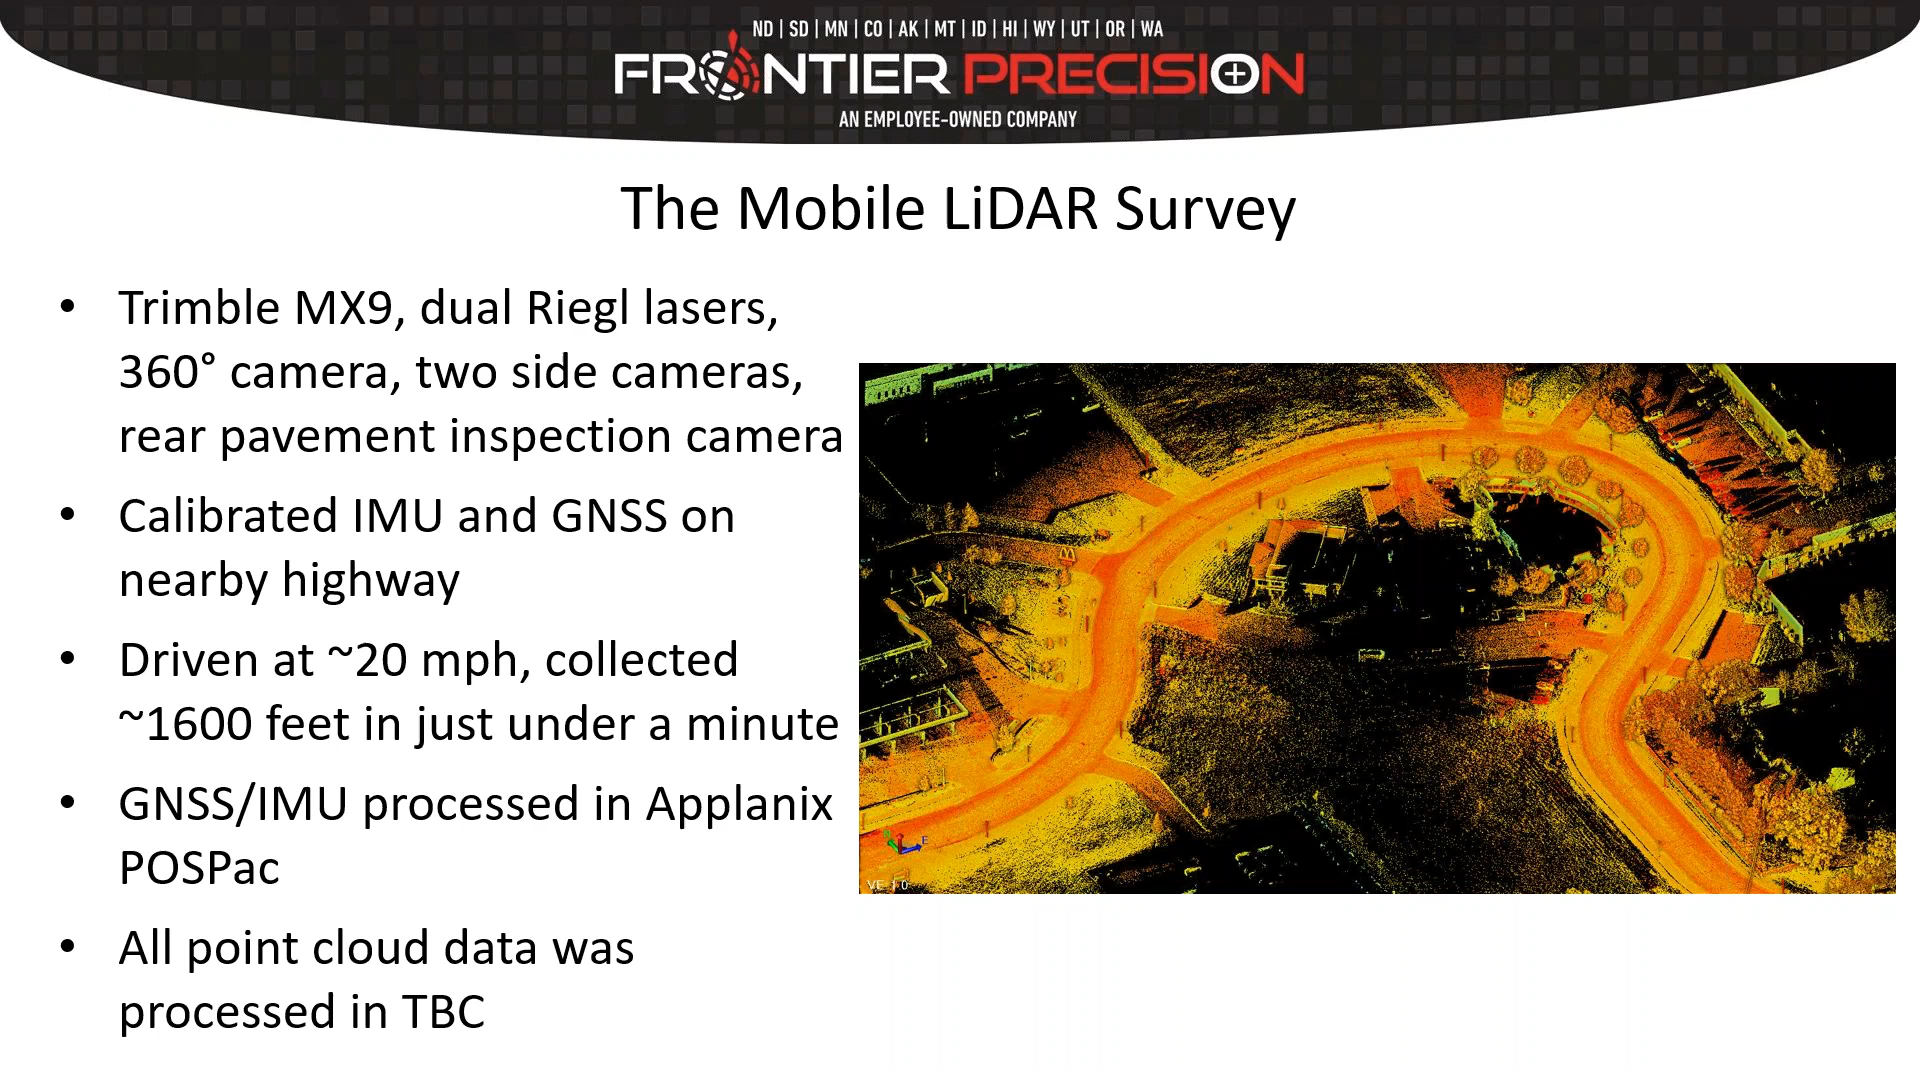 ND | SD | MN | CO | AK | MT | ID | HI | WY | UT | OR | WA
FRONTIER PRECISION
AN EMPLOYEE-OWNED COMPANY
The Mobile LiDAR Survey
• Trimble MX9, dual Riegl lasers,
360° camera, two side cameras,
rear pavement inspection camera
• Calibrated IMU and GNSS on
nearby highway
• Driven at ~20 mph, collected
~1600 feet in just under a minute
• GNSS/IMU processed in Applanix
POSPac
• All point cloud data was
processed in TBC
E